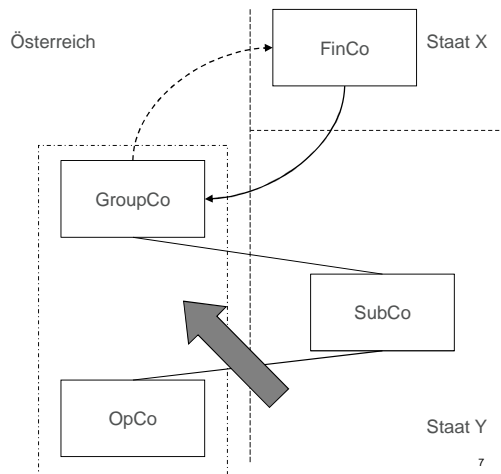 Österreich
FinCo
Staat X
GroupCo
SubCo
OpCo
Staat Y
7